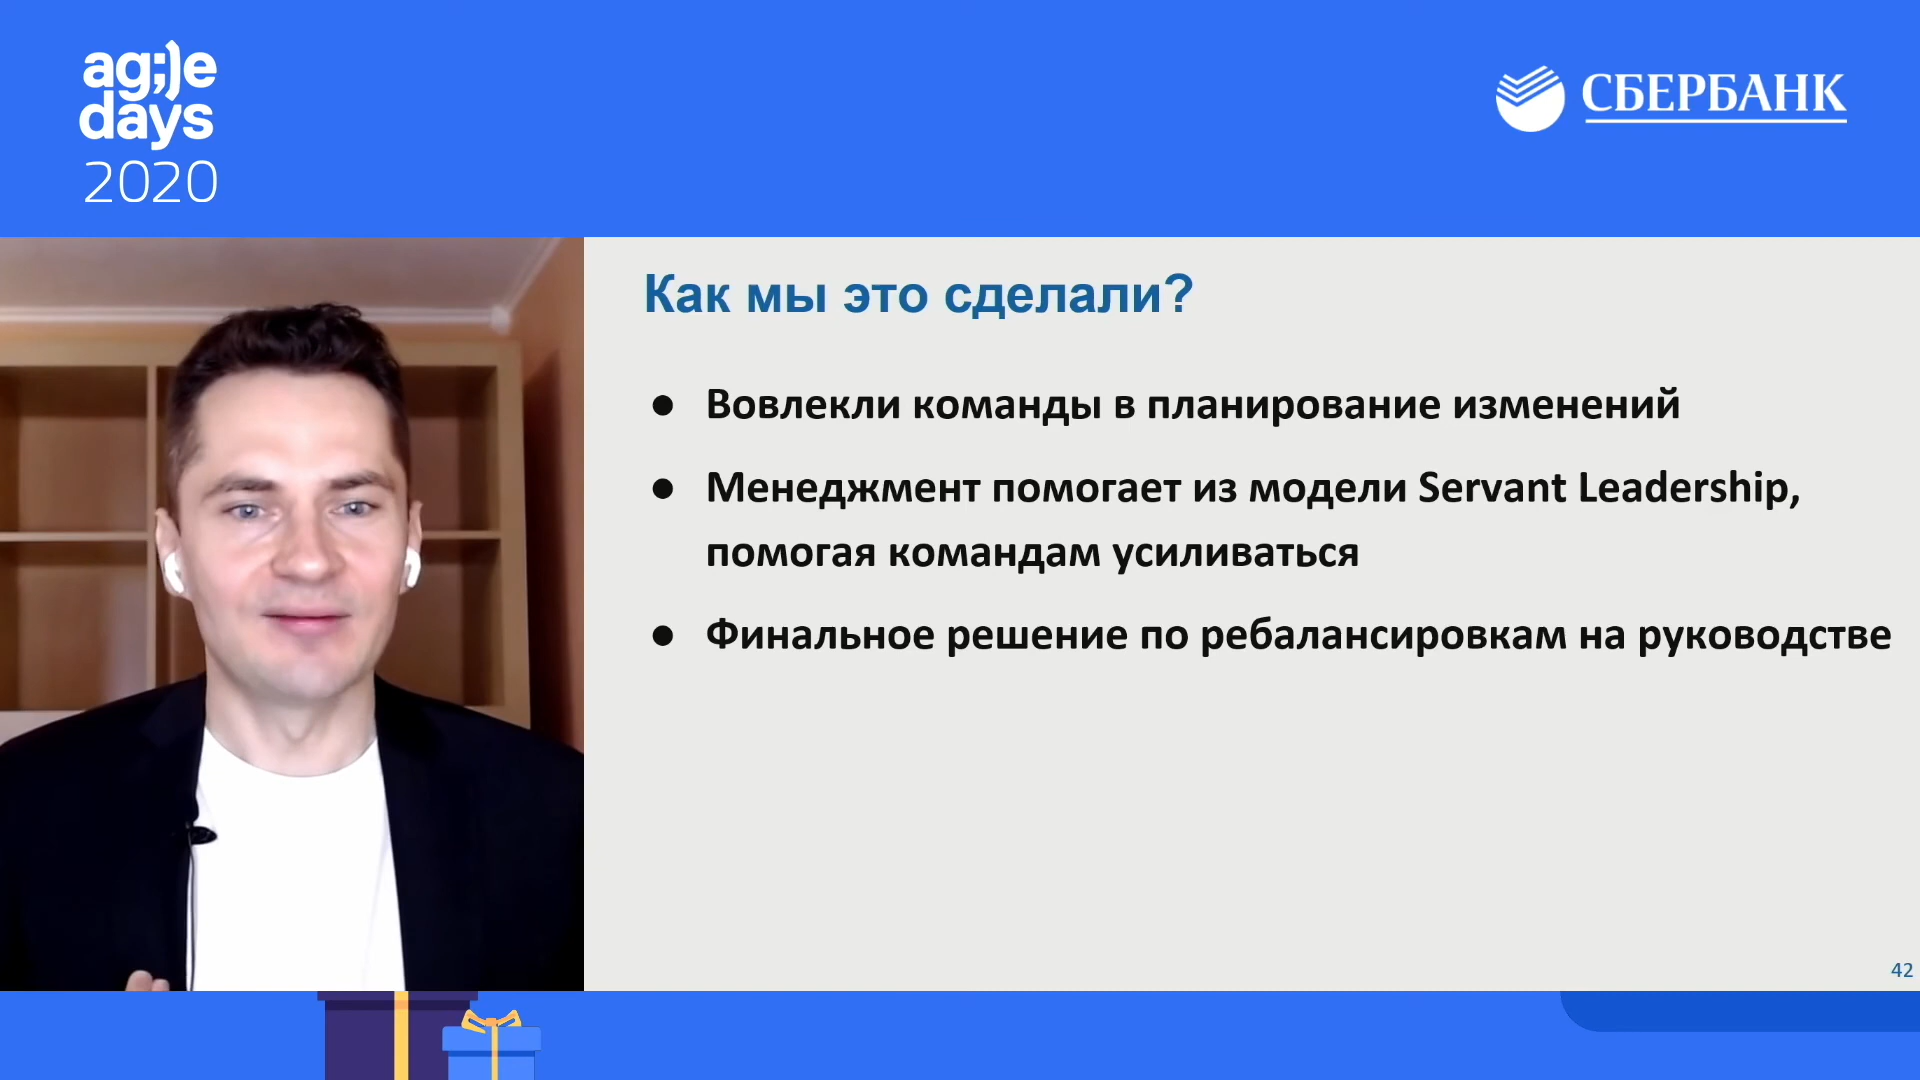 agile
days
2020
СБЕРБАНК
Как мы это сделали?
● Вовлекли команды в планирование изменений
● Менеджмент помогает из модели Servant Leadership,
помогая командам усиливаться
● Финальное решение по ребалансировкам на руководстве
42